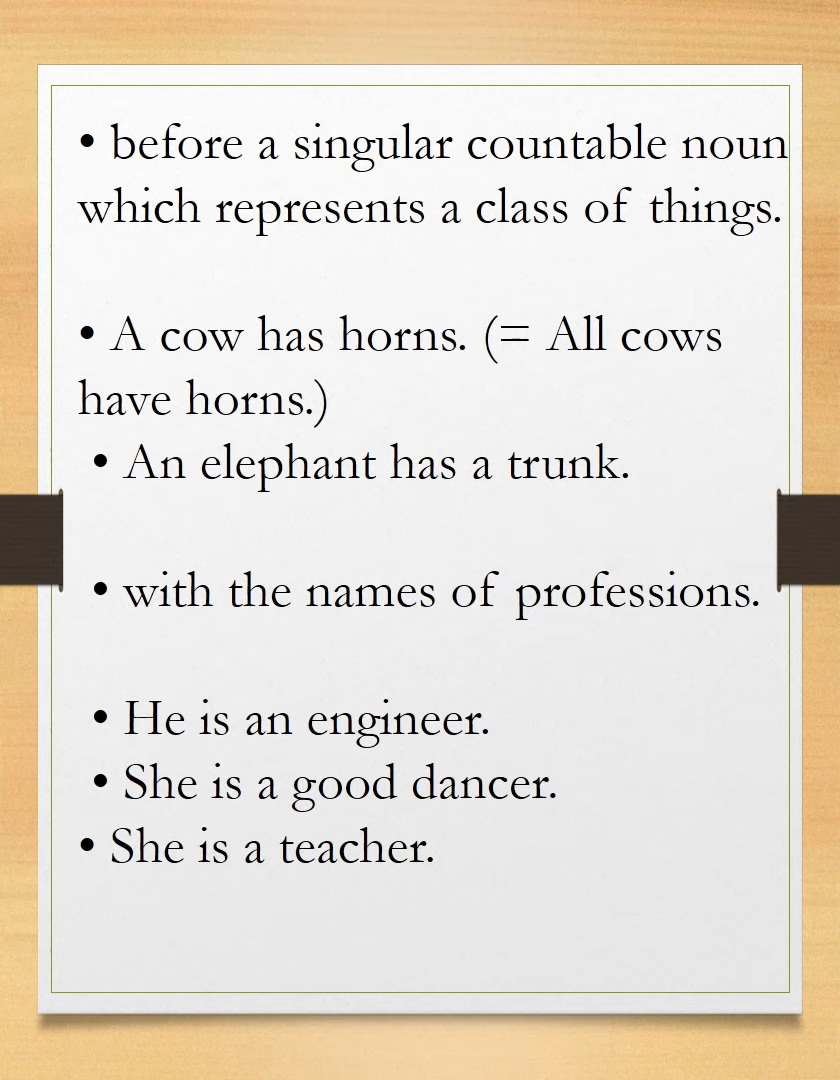 • before a singular countable noun
which represents a class of things.
• A cow has horns. (= All cows
have horns.)
• An elephant has a trunk.
• with the names of professions.
• He is an engineer.
• She is a good dancer.
• She is a teacher.